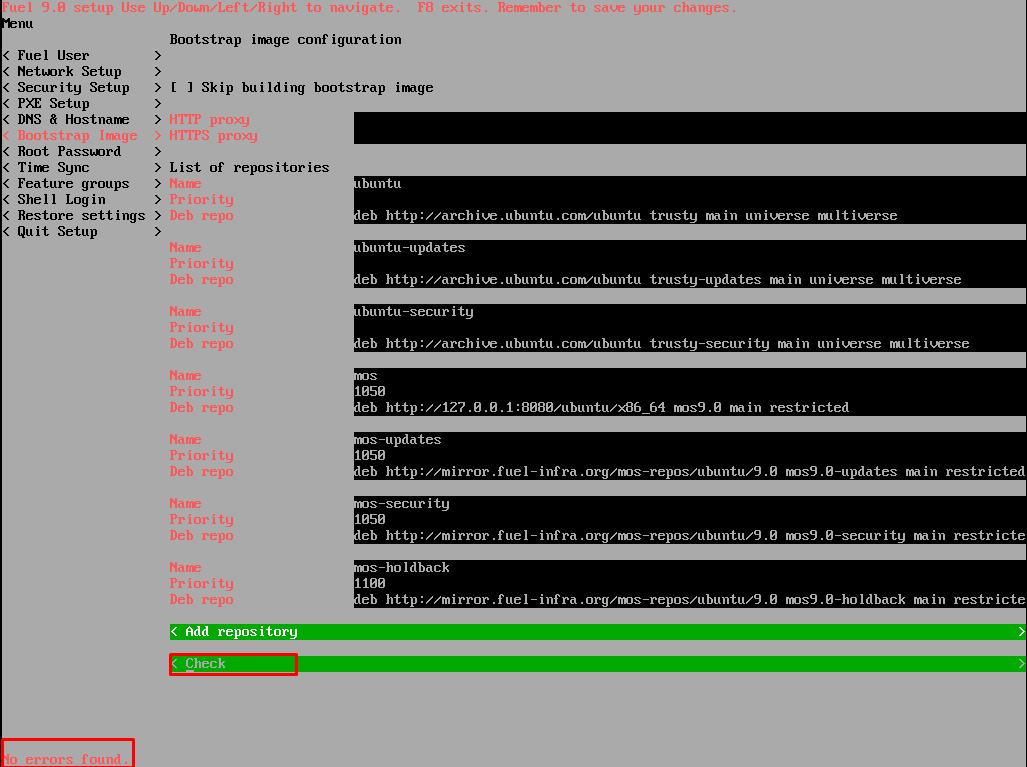 Fuel 9.0 setup Use Up/Down/Left/Right to navigate.  F8 exits. Remember to save your changes.
Menu
Bootstrap image configuration
< Fuel User >
< Network Setup >
< Security Setup > [ ] Skip building bootstrap image
< PXE Setup >
< DNS & Hostname > HTTP proxy
< Bootstrap Image > HTTPS proxy
< Root Password >
< Time Sync > List of repositories
< Feature groups > Name ubuntu
< Shell Login > Priority
< Restore settings > Deb repo deb http://archive.ubuntu.com/ubuntu trusty main universe multiverse
< Quit Setup >
Name ubuntu-updates
Priority
Deb repo deb http://archive.ubuntu.com/ubuntu trusty-updates main universe multiverse
Name ubuntu-security
Priority
Deb repo deb http://archive.ubuntu.com/ubuntu trusty-security main universe multiverse
Name mos
Priority 1050
Deb repo deb http://127.0.0.1:8080/ubuntu/x86_64 mos9.0 main restricted
Name mos-updates
Priority 1050
Deb repo deb http://mirror.fuel-infra.org/mos-repos/ubuntu/9.0 mos9.0-updates main restricted
Name mos-security
Priority 1050
Deb repo deb http://mirror.fuel-infra.org/mos-repos/ubuntu/9.0 mos9.0-security main restricte
Name mos-holdback
Priority 1100
Deb repo deb http://mirror.fuel-infra.org/mos-repos/ubuntu/9.0 mos9.0-holdback main restricte
< Add repository >
< Check >
No errors found.